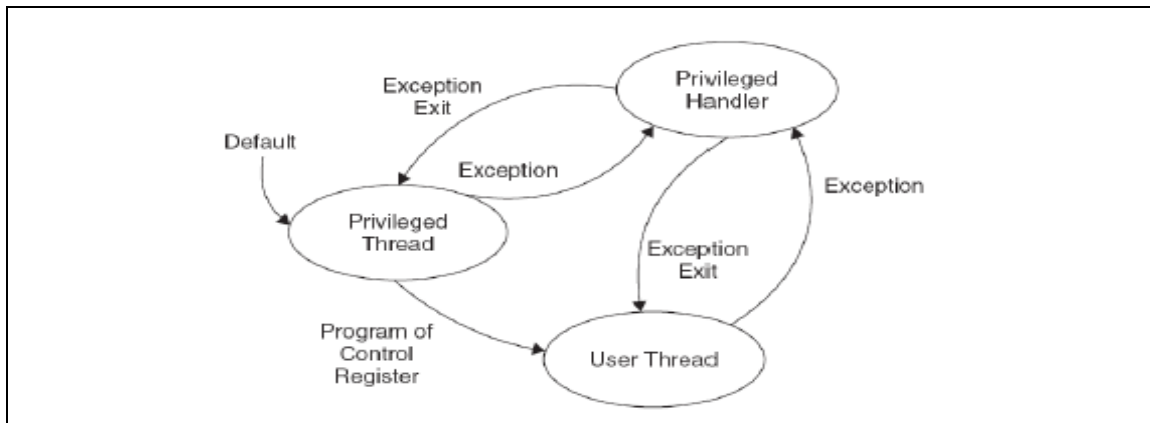 Privileged
Handler
Exception
Exit
Default
Exception
Exception
Privileged
Thread
Exception
Exit
Program of
Control
Register
User Thread